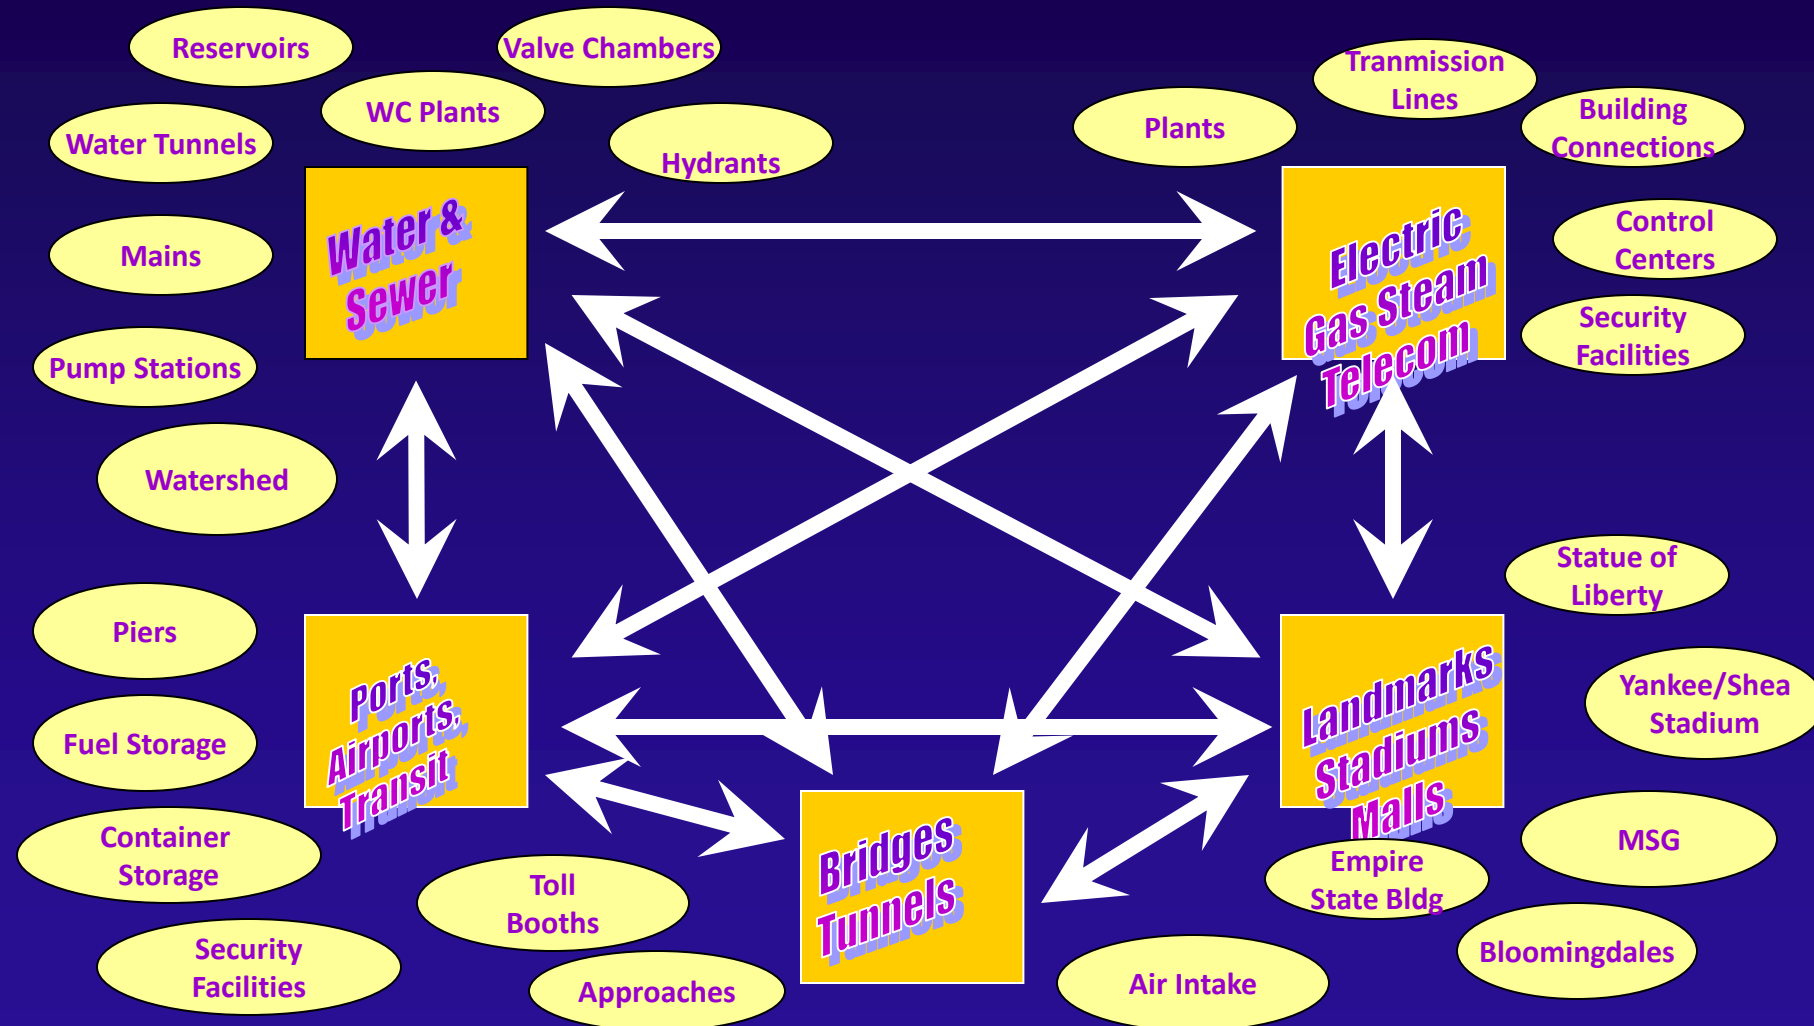 Reservoirs
Valve Chambers
WC Plants
Water Tunnels
Hydrants
Mains
Pump Stations
Watershed
Water &
Sewer
Plants
Tranmission
Lines
Building
Connections
Control
Centers
Security
Facilities
Electric
Gas Steam
Telecom
Piers
Fuel Storage
Container
Storage
Security
Facilities
Ports,
Airports,
Transit
Toll
Booths
Approaches
Bridges
Tunnels
Air Intake
Landmarks
Stadiums
Malls
Statue of
Liberty
Yankee/Shea
Stadium
MSG
Empire
State Bldg
Bloomingdales